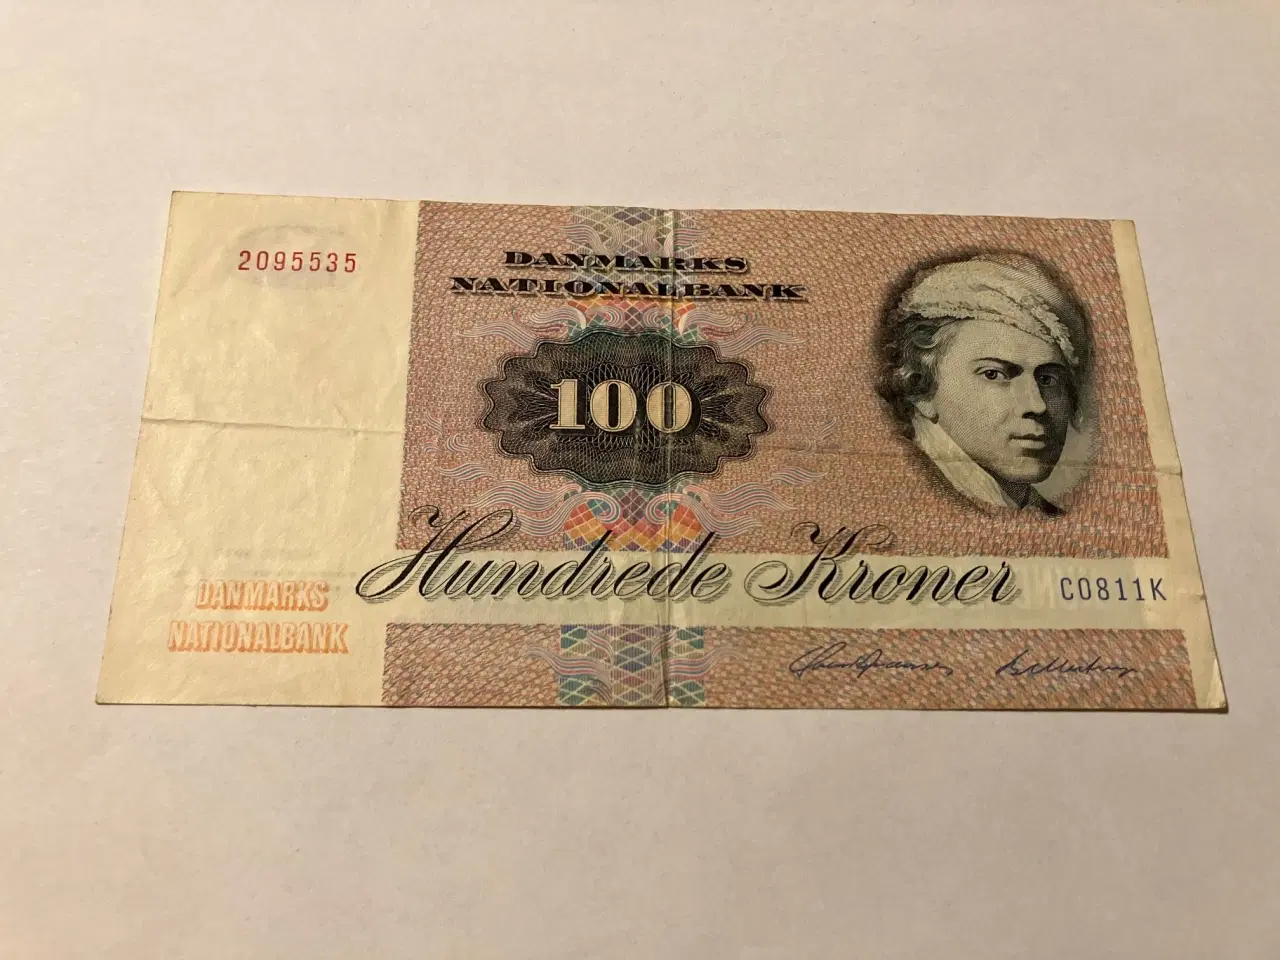 2095535
DANMARKS
NATIONALBANK
100
Hundrede Kroner
C0811K
DANMARKS
NATIONALBANK